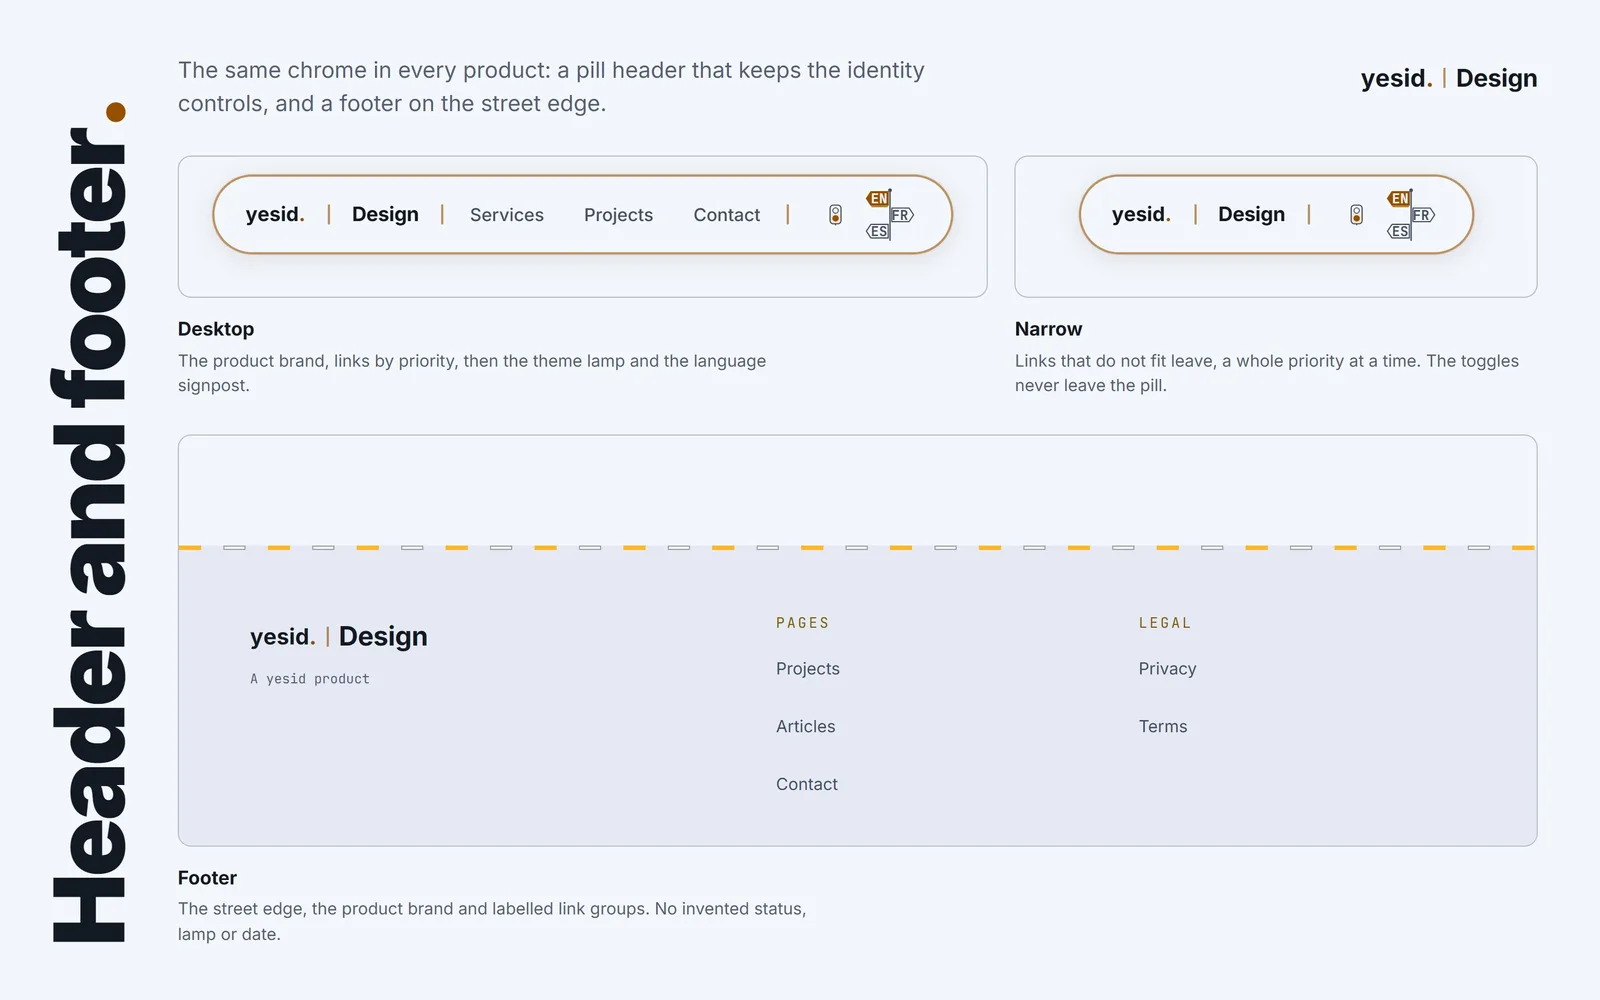 Header and footer.
The same chrome in every product: a pill header that keeps the identity
controls, and a footer on the street edge.
yesid. | Design
yesid. | Design | Services Projects Contact |
EN
FR
ES
yesid. | Design |
EN
FR
ES
Desktop
The product brand, links by priority, then the theme lamp and the language
signpost.
Narrow
Links that do not fit leave, a whole priority at a time. The toggles
never leave the pill.
yesid. | Design
A yesid product
PAGES
Projects
Articles
Contact
LEGAL
Privacy
Terms
Footer
The street edge, the product brand and labelled link groups. No invented status,
lamp or date.